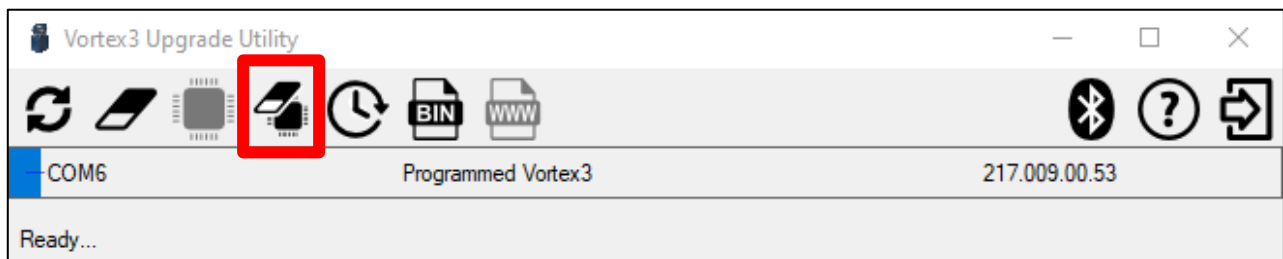 Vortex3 Upgrade Utility
BIN WWW ?
COM6 Programmed Vortex3 217.009.00.53
Ready...